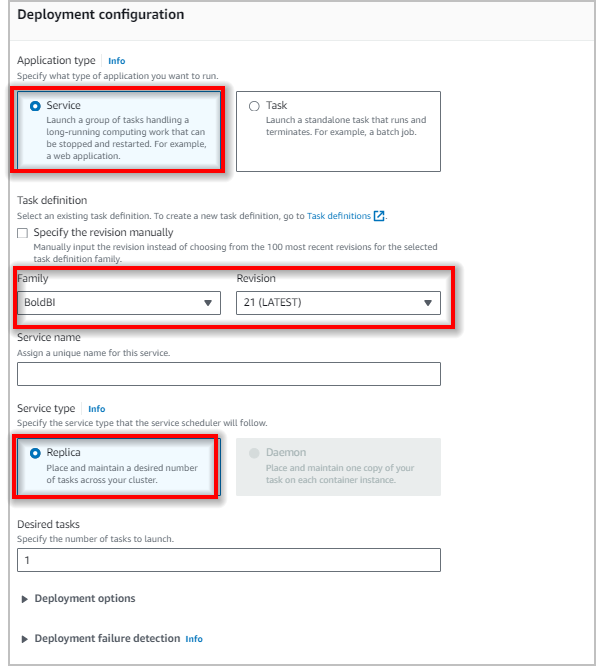 Deployment configuration
Application type Info
Specify what type of application you want to run.
Service
Launch a group of tasks handling a
long-running computing work that can
be stopped and restarted. For example,
a web application.
Task
Launch a standalone task that runs and
terminates. For example, a batch job.
Task definition
Select an existing task definition. To create a new task definition, go to Task definitions.
Specify the revision manually
Manually input the revision instead of choosing from the 100 most recent revisions for the selected
task definition family.
Family
BoldBI
Revision
21 (LATEST)
Service name
Assign a unique name for this service.
Service type Info
Specify the service type that the service scheduler will follow.
Replica
Place and maintain a desired number
of tasks across your cluster.
Daemon
Place and maintain one copy of your
task on each container instance.
Desired tasks
Specify the number of tasks to launch.
1
Deployment options
Deployment failure detection Info